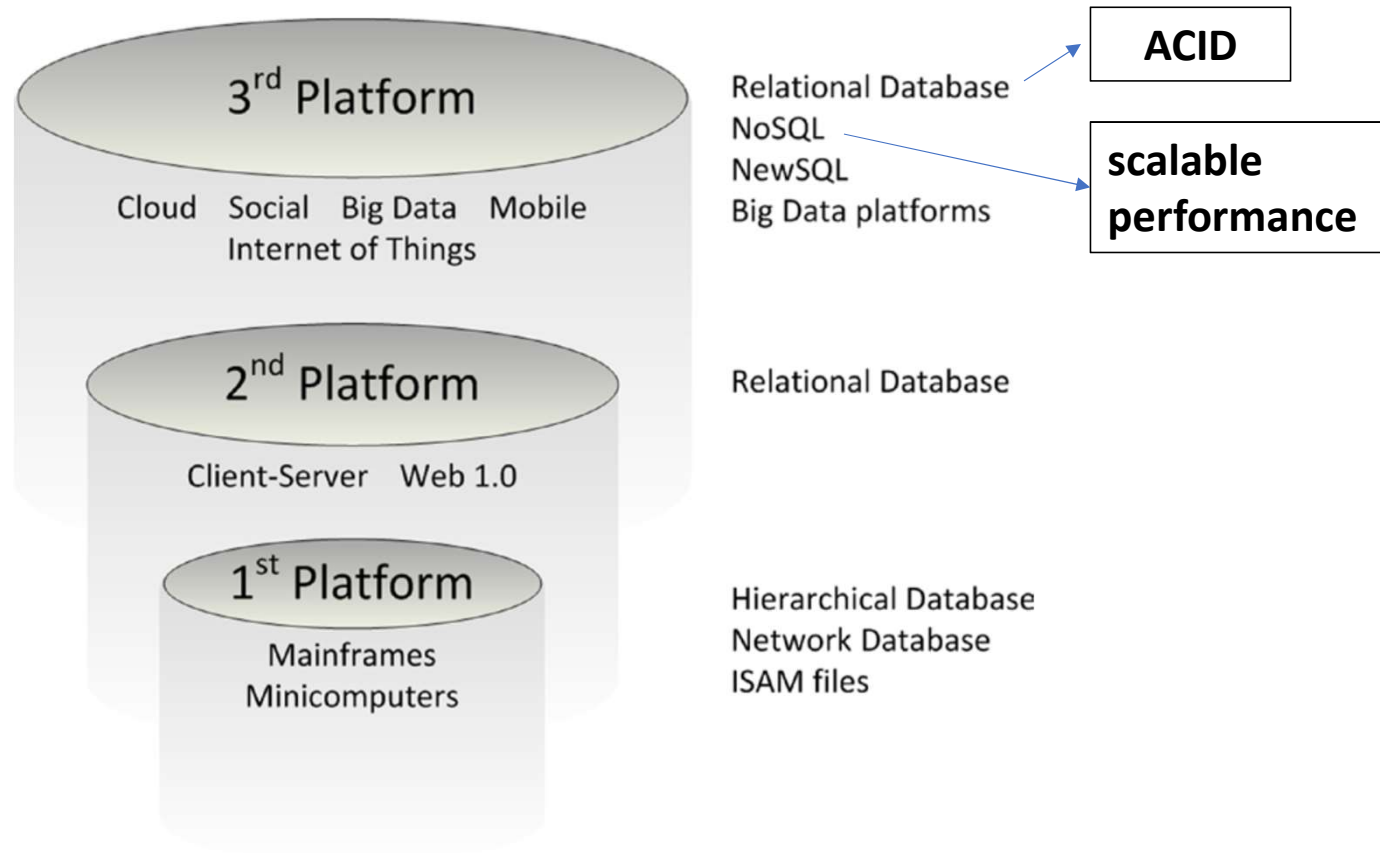 3rd Platform
Cloud Social Big Data Mobile
Internet of Things
Relational Database
NoSQL
NewSQL
Big Data platforms
ACID
scalable
performance
2nd Platform
Client-Server Web 1.0
Relational Database
1st Platform
Mainframes
Minicomputers
Hierarchical Database
Network Database
ISAM files